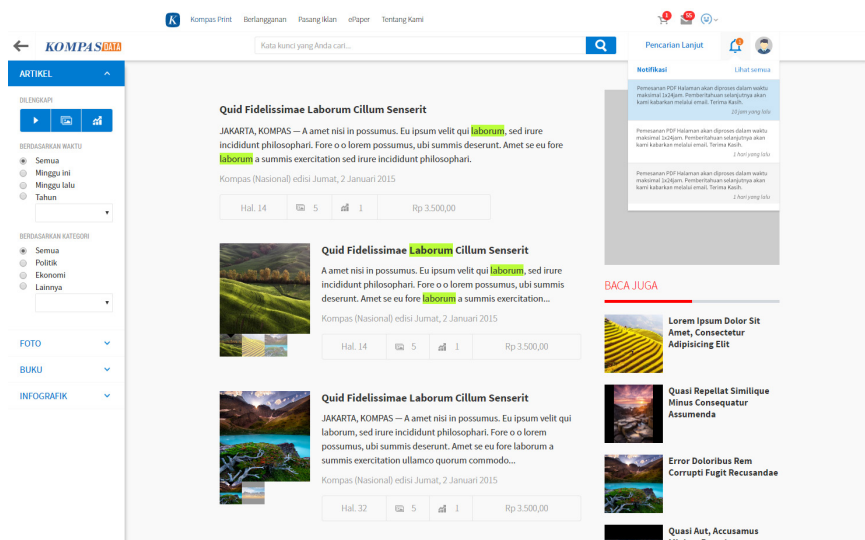 K Kompas Print Berlangganan Pasang Iklan ePaper Tentang Kami
KOMPAS DATA
Kata kunci yang Anda cari...
Pencarian Lanjut
ARTIKEL
DILENGKAPI
BERDASARKAN WAKTU
Semua
Minggu ini
Minggu lalu
Tahun
BERDASARKAN KATEGORI
Semua
Politik
Ekonomi
Lainnya
FOTO
BUKU
INFOGRAFIK
Quid Fidelissimae Laborum Cillum Senserit
JAKARTA, KOMPAS — A amet nisi in possumus. Eu ipsum velit qui laborum, sed irure
incididunt philosophari. Fore o o lorem possumus, ubi summis deserunt. Amet se eu fore
laborum a summis exercitation sed irure incididunt philosophari.
Kompas (Nasional) edisi Jumat, 2 Januari 2015
Hal. 14 5 1 Rp 3.500,00
Quid Fidelissimae Laborum Cillum Senserit
A amet nisi in possumus. Eu ipsum velit qui laborum, sed irure
incididunt philosophari. Fore o o lorem possumus, ubi summis
deserunt. Amet se eu fore laborum a summis exercitation...
Kompas (Nasional) edisi Jumat, 2 Januari 2015
Hal. 14 5 1 Rp 3.500,00
Quid Fidelissimae Laborum Cillum Senserit
JAKARTA, KOMPAS — A amet nisi in possumus. Eu ipsum velit qui
laborum, sed irure incididunt philosophari. Fore o o lorem
possumus, ubi summis deserunt. Amet se eu fore laborum a
summis exercitation ullamco quorum commodo...
Kompas (Nasional) edisi Jumat, 2 Januari 2015
Hal. 32 5 1 Rp 3.500,00
Notifikasi Lihat semua
Pemesanan PDF Halaman akan diproses dalam waktu
maksimal 1x24jam. Pemberitahuan selanjutnya akan
kami kabarkan melalui email. Terima Kasih.
23 jam yang lalu
Pemesanan PDF Halaman akan diproses dalam waktu
maksimal 1x24jam. Pemberitahuan selanjutnya akan
kami kabarkan melalui email. Terima Kasih.
1 hari yang lalu
Pemesanan PDF Halaman akan diproses dalam waktu
maksimal 1x24jam. Pemberitahuan selanjutnya akan
kami kabarkan melalui email. Terima Kasih.
1 hari yang lalu
BACA JUGA
Lorem Ipsum Dolor Sit
Amet, Consectetur
Adipisicing Elit
Quasi Repellat Similique
Minus Consequatur
Assumenda
Error Doloribus Rem
Corrupti Fugit Recusandae
Quasi Aut, Accusamus